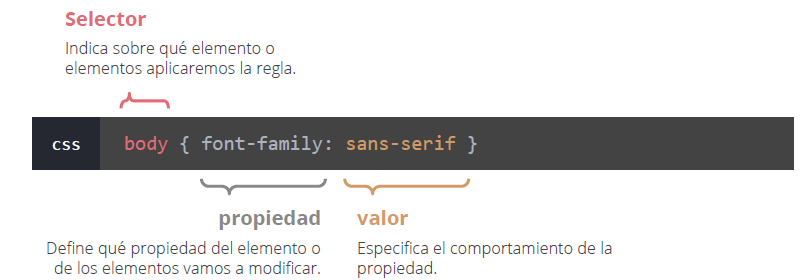 Selector
Indica sobre qué elemento o
elementos aplicaremos la regla.
css body { font-family: sans-serif }
propiedad
Define qué propiedad del elemento o
de los elementos vamos a modificar.
valor
Especifica el comportamiento de la
propiedad.